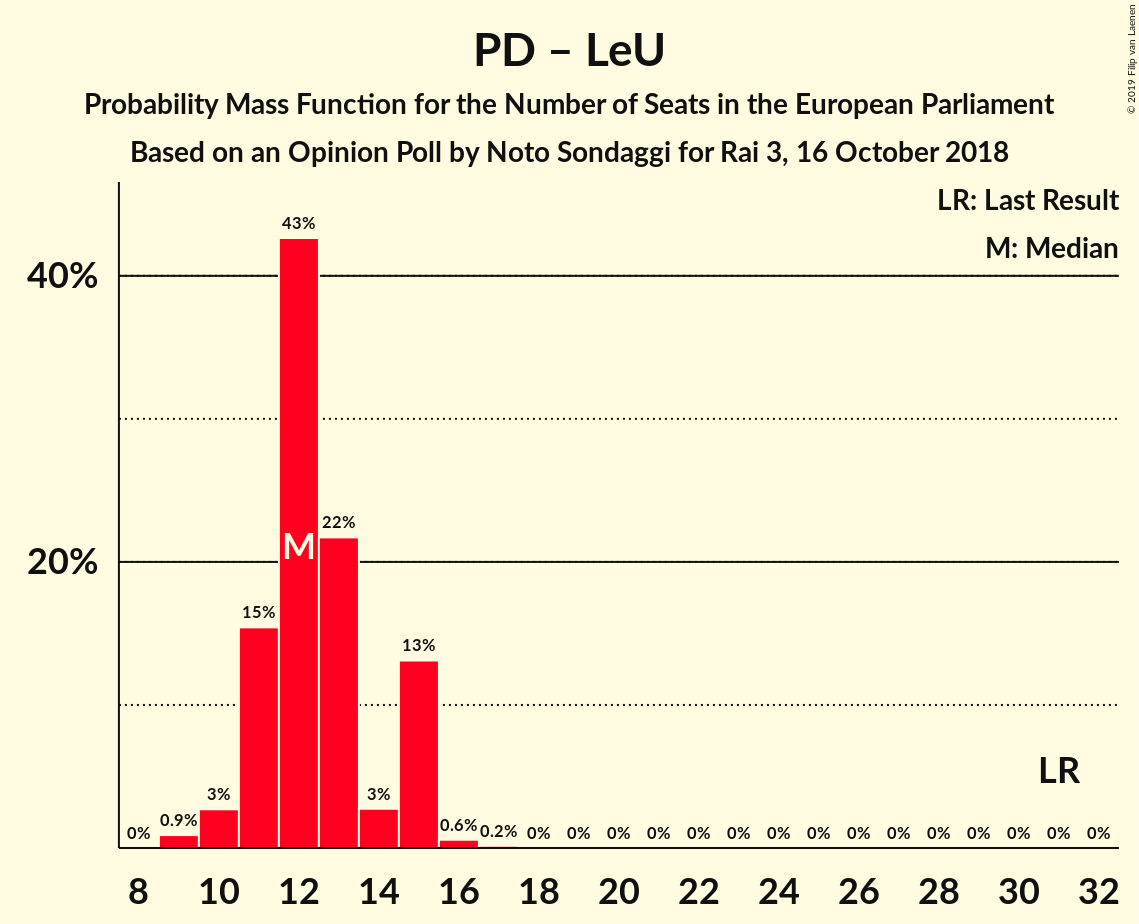 PD – LeU
Probability Mass Function for the Number of Seats in the European Parliament
Based on an Opinion Poll by Noto Sondaggi for Rai 3, 16 October 2018
© 2019 Filip van Laenen
LR: Last Result
M: Median
40%
20%
0% 0.9% 3% 15% 43% 22% 3% 13% 0.6% 0.2% 0% 0% 0% 0% 0% 0% 0% 0% 0% 0% 0% 0% 0% 0% 0%
M
LR
8 10 12 14 16 18 20 22 24 26 28 30 32